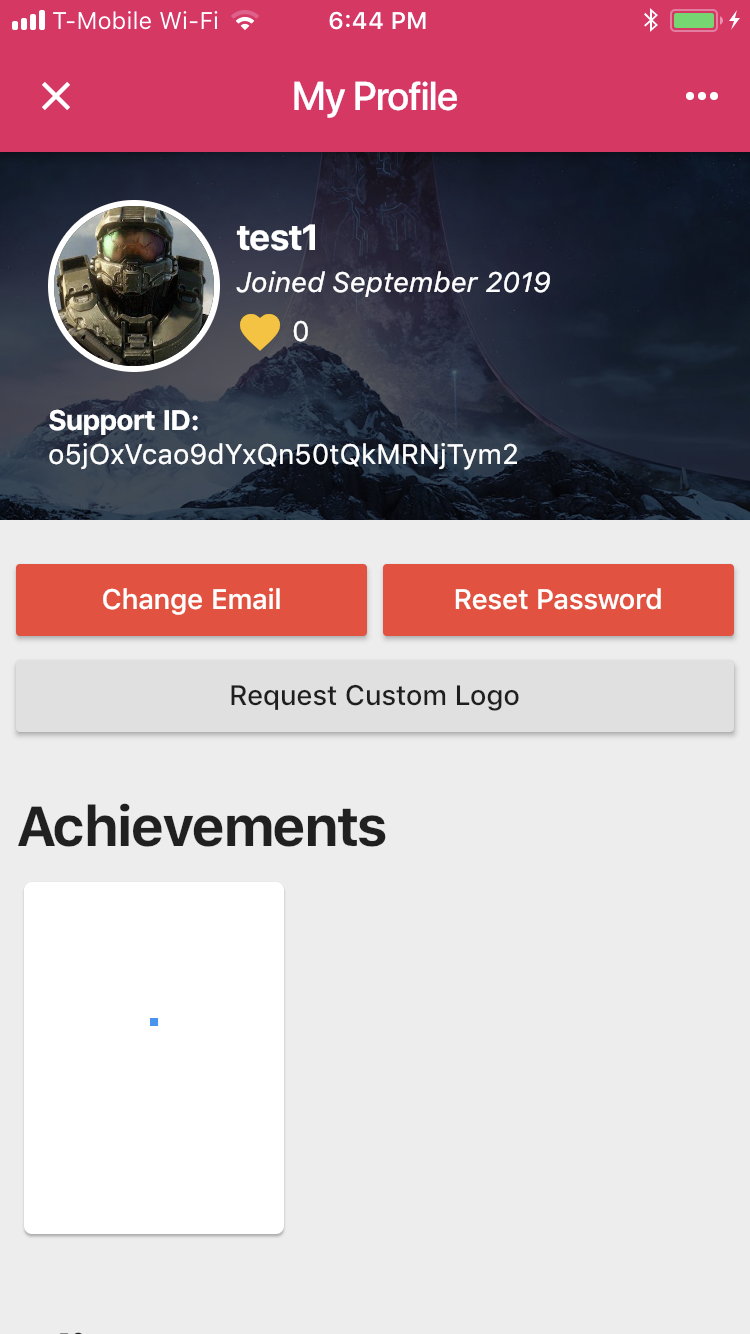 T-Mobile Wi-Fi 6:44 PM
My Profile
test1
Joined September 2019
0
Support ID:
o5jOxVcao9dYxQn50tQkMRNjTym2
Change Email Reset Password
Request Custom Logo
Achievements